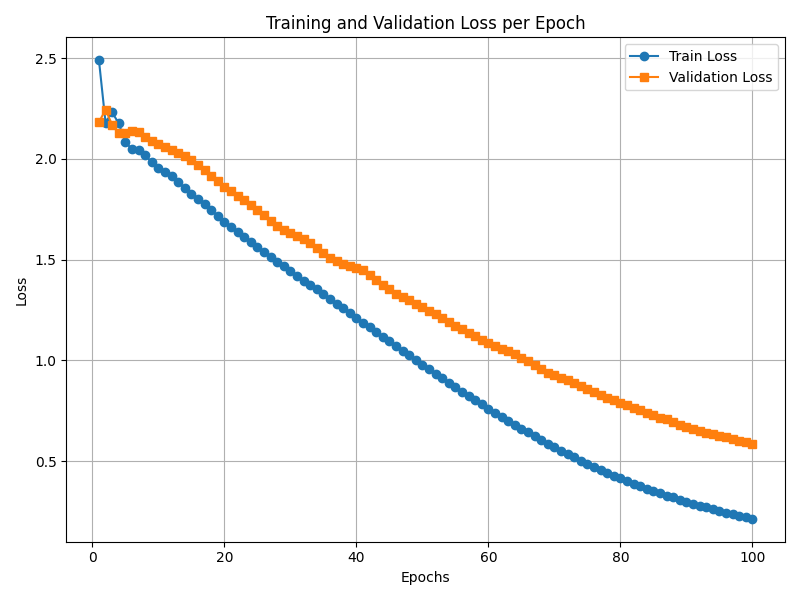 Training and Validation Loss per Epoch
Train Loss
Validation Loss
2.5
2.0
1.5
1.0
0.5
Loss
0 20 40 60 80 100
Epochs